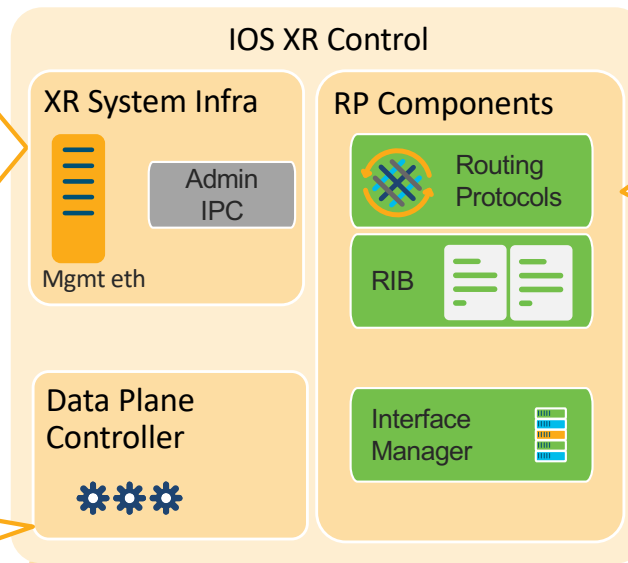 IOS XR Control
XR System Infra
Admin
IPC
Mgmt eth
Data Plane
Controller
RP Components
Routing
Protocols
RIB
Interface
Manager